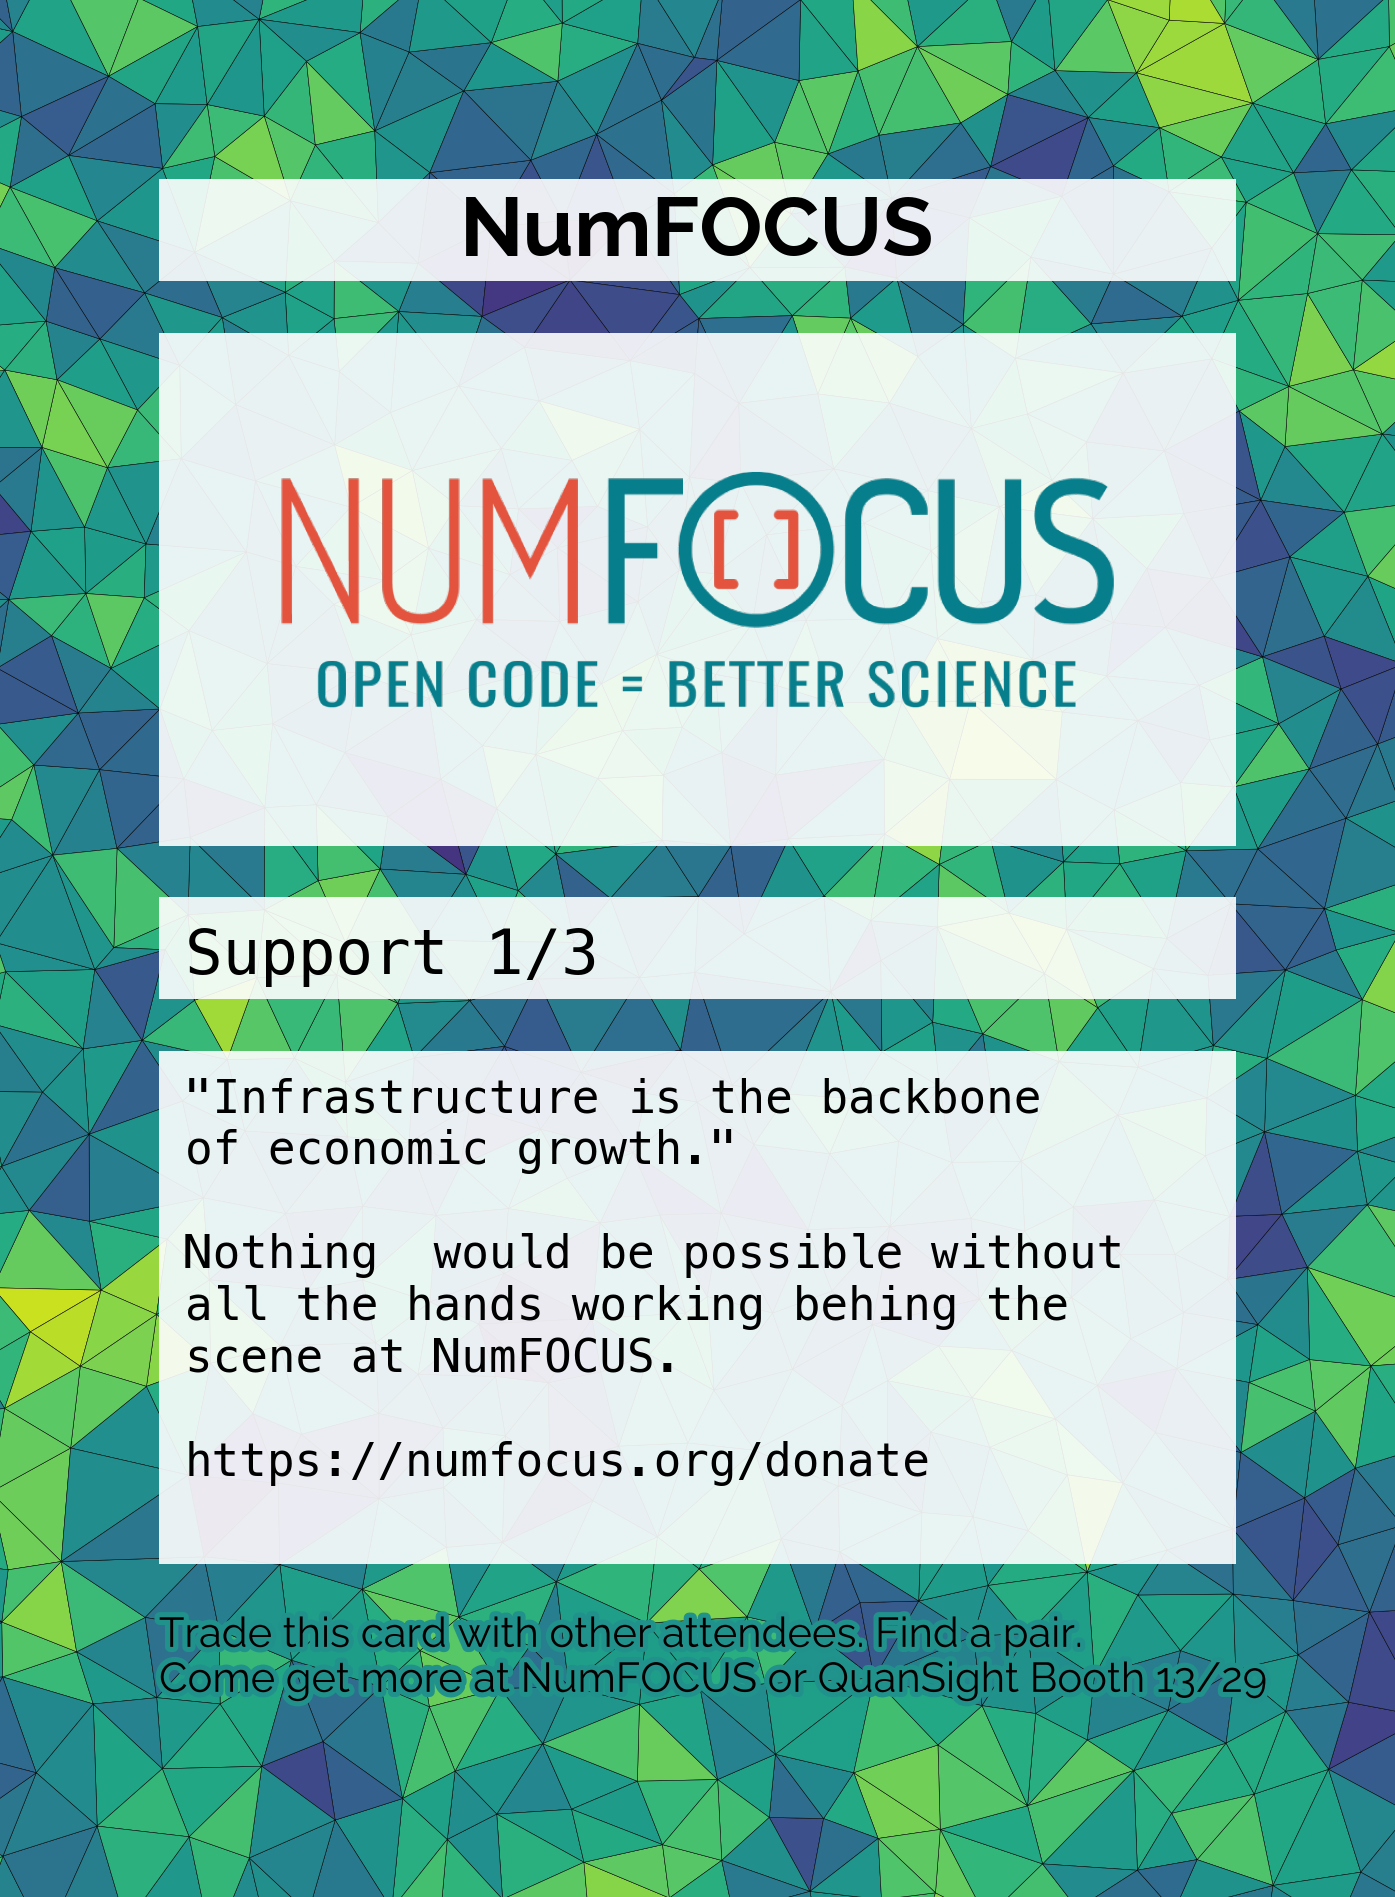 NumFOCUS
NUMFO[]CUS
OPEN CODE = BETTER SCIENCE
Support 1/3
"Infrastructure is the backbone
of economic growth."
Nothing  would be possible without
all the hands working behing the
scene at NumFOCUS.
https://numfocus.org/donate
Trade this card with other attendees. Find a pair.
Come get more at NumFOCUS or QuanSight Booth 13/29